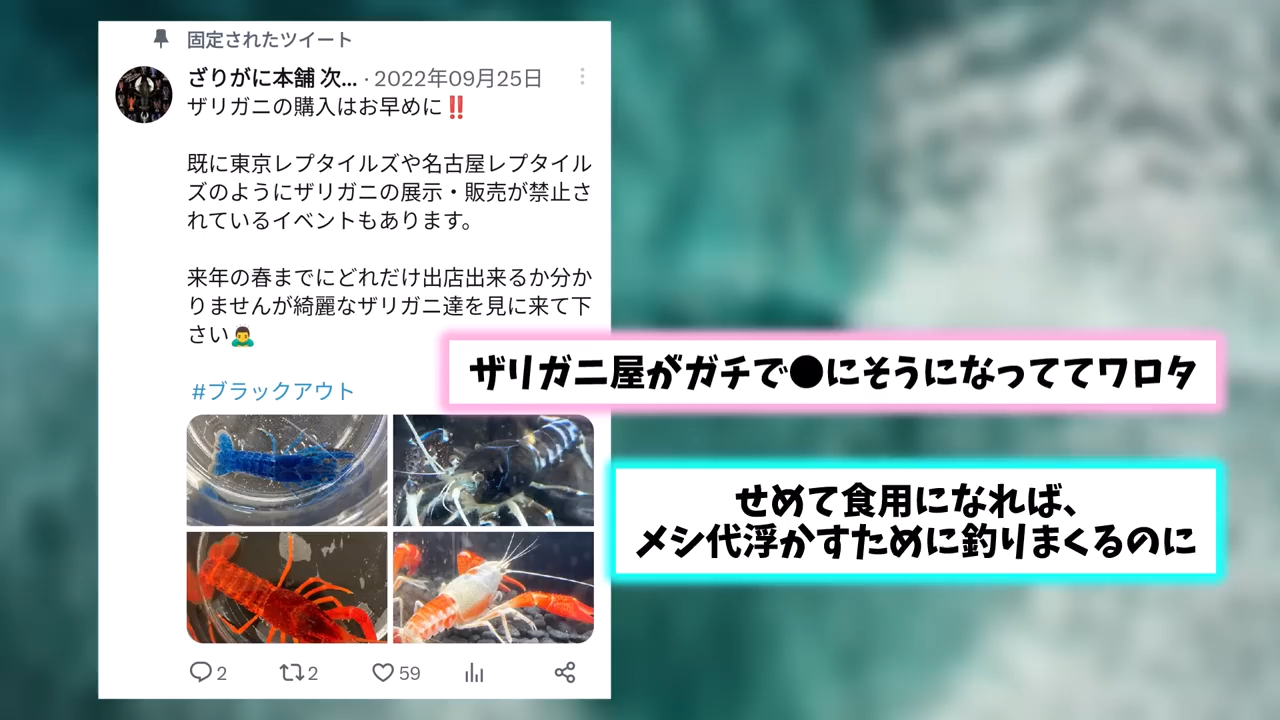 固定されたツイート
ざりがに本舗 次... · 2022年09月25日
ザリガニの購入はお早めに‼️
既に東京レプタイルズや名古屋レプタイル
ズのようにザリガニの展示・販売が禁止さ
れているイベントもあります。
来年の春までにどれだけ出店出来るか分か
りませんが綺麗なザリガニ達を見に来て下
さい🙇‍♂️
#ブラックアウト
2 2 59
ザリガニ屋がガチで●にそうになっててワロタ
せめて食用になれば、
メシ代浮かすために釣りまくるのに